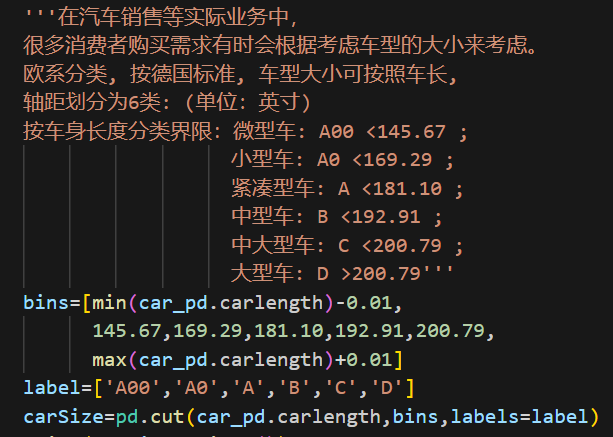 '''在汽车销售等实际业务中，
很多消费者购买需求有时会根据考虑车型的大小来考虑。
欧系分类, 按德国标准, 车型大小可按照车长,
轴距划分为6类: (单位: 英寸)
按车身长度分类界限: 微型车: A00 <145.67 ;
小型车: A0 <169.29 ;
紧凑型车: A <181.10 ;
中型车: B <192.91 ;
中大型车: C <200.79 ;
大型车: D >200.79'''
bins=[min(car_pd.carlength)-0.01,
145.67,169.29,181.10,192.91,200.79,
max(car_pd.carlength)+0.01]
label=['A00','A0','A','B','C','D']
carSize=pd.cut(car_pd.carlength,bins,labels=label)